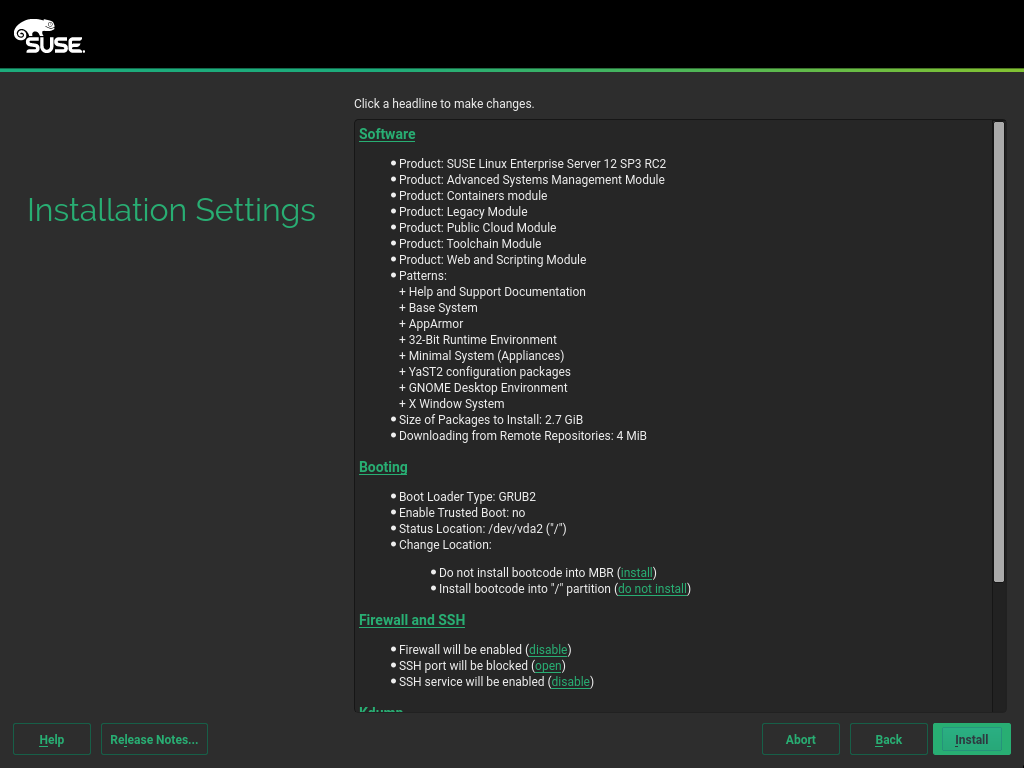 SUSE.
Click a headline to make changes.
Installation Settings
Software
Product: SUSE Linux Enterprise Server 12 SP3 RC2
Product: Advanced Systems Management Module
Product: Containers module
Product: Legacy Module
Product: Public Cloud Module
Product: Toolchain Module
Product: Web and Scripting Module
Patterns:
+ Help and Support Documentation
+ Base System
+ AppArmor
+ 32-Bit Runtime Environment
+ Minimal System (Appliances)
+ YaST2 configuration packages
+ GNOME Desktop Environment
+ X Window System
Size of Packages to Install: 2.7 GiB
Downloading from Remote Repositories: 4 MiB
Booting
Boot Loader Type: GRUB2
Enable Trusted Boot: no
Status Location: /dev/vda2 ("/")
Change Location:
Do not install bootcode into MBR (install)
Install bootcode into "/" partition (do not install)
Firewall and SSH
Firewall will be enabled (disable)
SSH port will be blocked (open)
SSH service will be enabled (disable)
Kdump
Help Release Notes... Abort Back Install